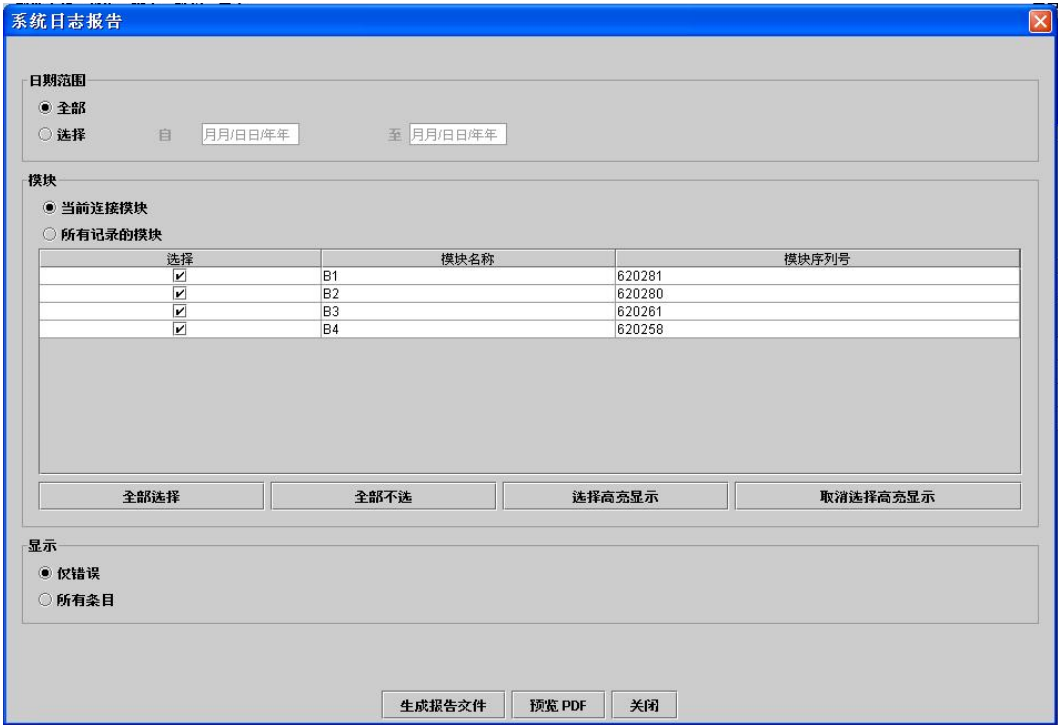 系统日志报告
日期范围
全部
选择 自 月月/日日/年年 至 月月/日日/年年
模块
当前连接模块
所有记录的模块
选择 模块名称 模块序列号
B1 620281
B2 620280
B3 620261
B4 620258
全部选择 全部不选 选择高亮显示 取消选择高亮显示
显示
仅错误
所有条目
生成报告文件 预览 PDF 关闭